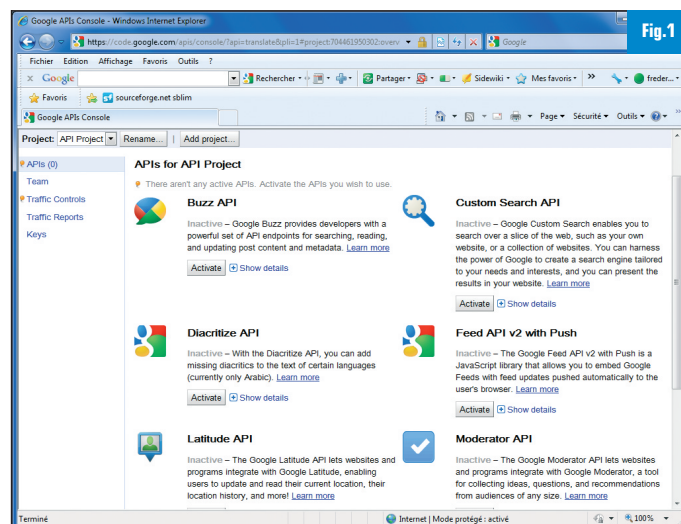 Google APIs Console - Windows Internet Explorer
Fig.1
https://code.google.com/apis/console/?api=translate&pli=1#project:704461950302:overv
Google
Fichier Edition Affichage Favoris Outils ?
x Google Rechercher Partager Sidewiki Mes favoris » freder...
Favoris sourceforge.net sblim
Google APIs Console
Page Sécurité Outils »
Project: API Project Rename... | Add project...
APIs (0)
Team
Traffic Controls
Traffic Reports
Keys
APIs for API Project
There aren't any active APIs. Activate the APIs you wish to use.
Buzz API
Inactive – Google Buzz provides developers with a
powerful set of API endpoints for searching, reading,
and updating post content and metadata. Learn more
Activate Show details
Custom Search API
Inactive – Google Custom Search enables you to
search over a slice of the web, such as your own
website, or a collection of websites. You can harness
the power of Google to create a search engine tailored
to your needs and interests, and you can present the
results in your website. Learn more
Activate Show details
Diacritize API
Inactive – With the Diacritize API, you can add
missing diacritics to the text of certain languages
(currently only Arabic). Learn more
Activate Show details
Feed API v2 with Push
Inactive – The Google Feed API v2 with Push is a
JavaScript library that allows you to embed Google
Feeds with feed updates pushed automatically to the
user's browser. Learn more
Activate Show details
Latitude API
Inactive – The Google Latitude API lets websites and
programs integrate with Google Latitude, enabling
users to update and read their current location, their
location history, and more! Learn more
Moderator API
Inactive – The Google Moderator API lets websites
and programs integrate with Google Moderator, a tool
for collecting ideas, questions, and recommendations
from audiences of any size. Learn more
Terminé
Internet | Mode protégé : activé
100%